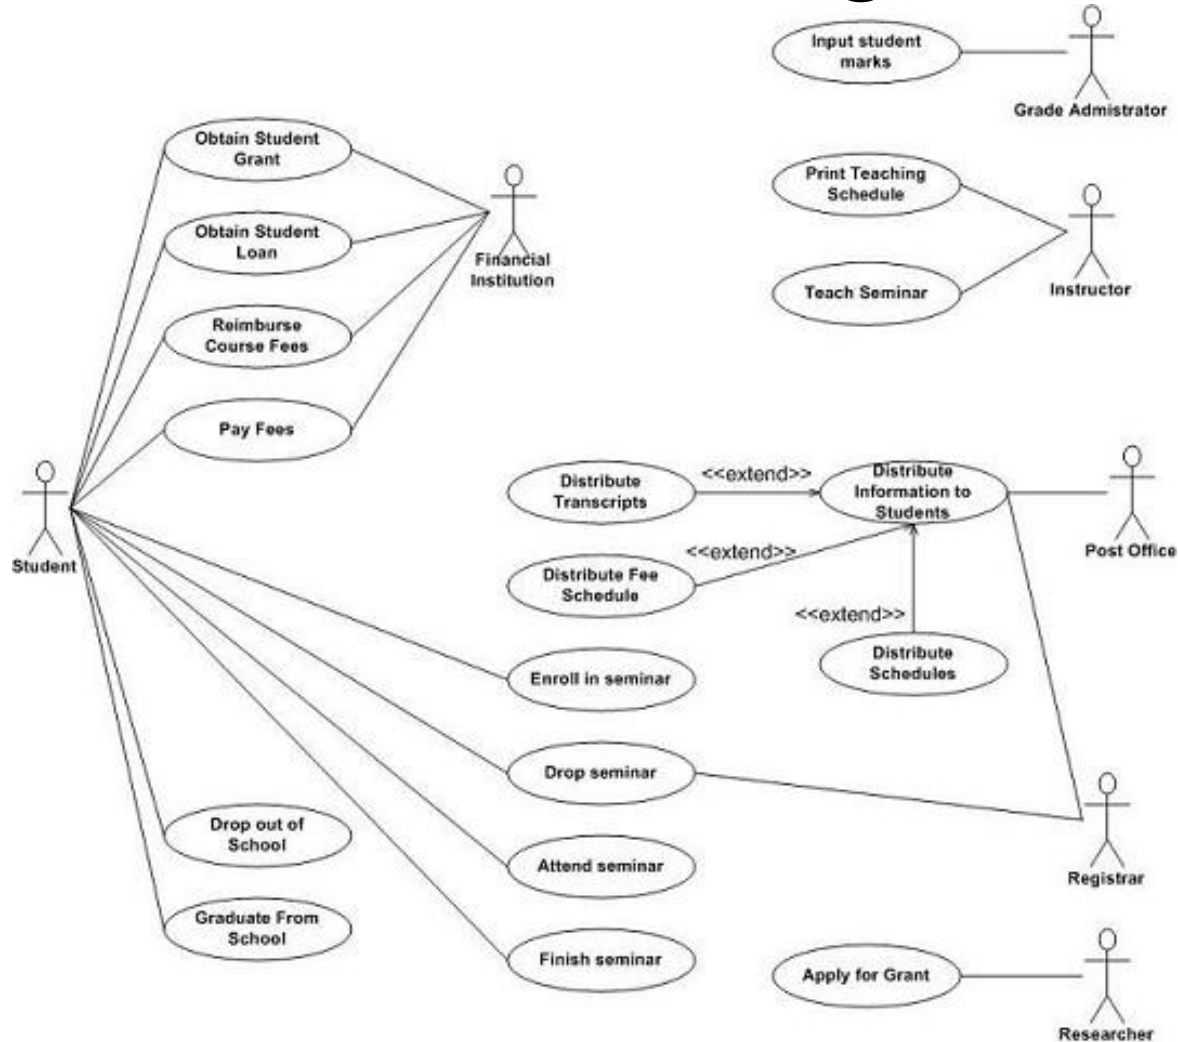 Input student
marks
Grade Admistrator
Obtain Student
Grant
Print Teaching
Schedule
Obtain Student
Loan
Financial
Institution
Teach Seminar
Instructor
Reimburse
Course Fees
Pay Fees
Student
Distribute
Transcripts
<<extend>>
Distribute
Information to
Students
Post Office
<<extend>>
Distribute Fee
Schedule
<<extend>>
Distribute
Schedules
Enroll in seminar
Drop seminar
Drop out of
School
Attend seminar
Registrar
Graduate From
School
Finish seminar
Apply for Grant
Researcher